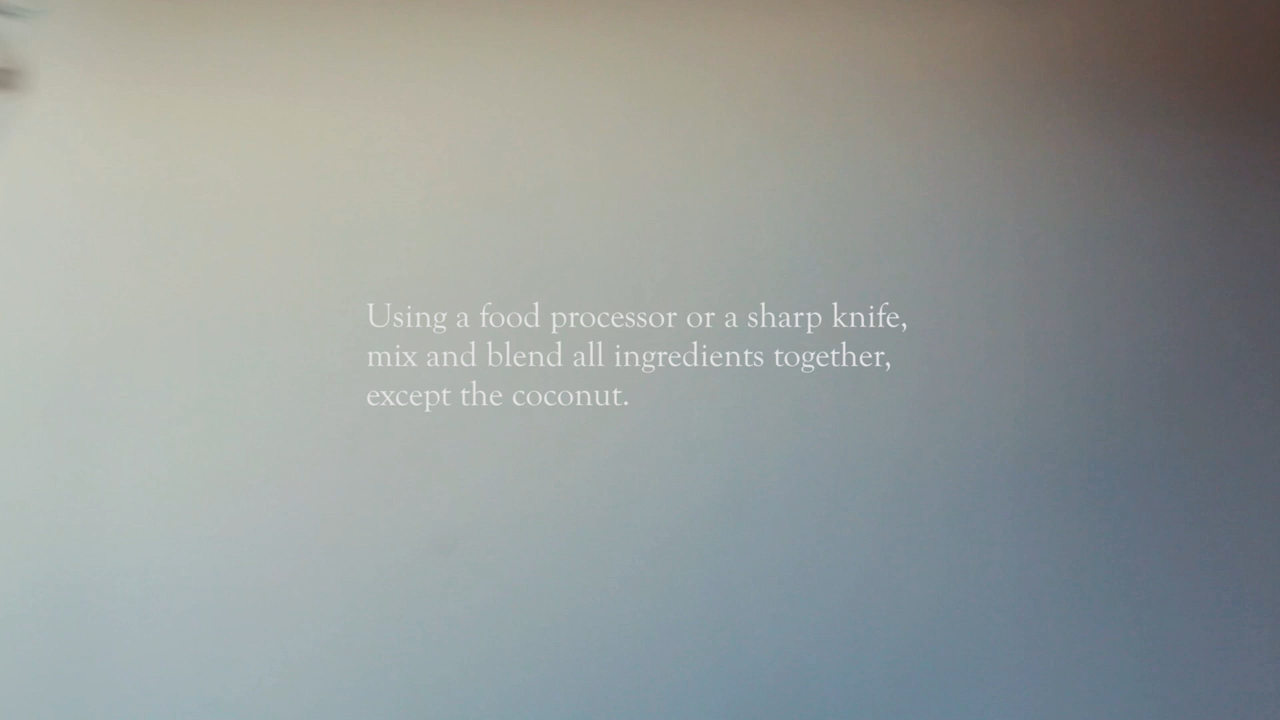 Using a food processor or a sharp knife,
mix and blend all ingredients together,
except the coconut.